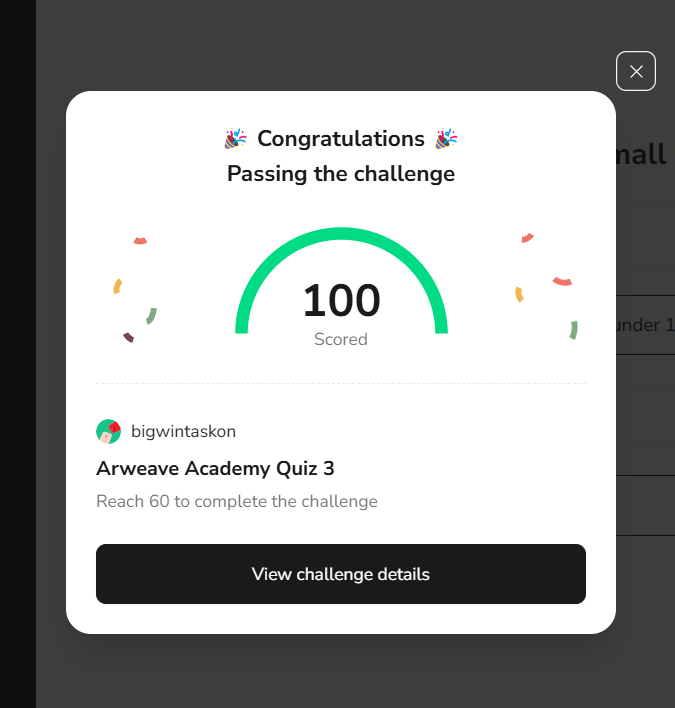 🎉 Congratulations 🎉
Passing the challenge
100
Scored
bigwintaskon
Arweave Academy Quiz 3
Reach 60 to complete the challenge
View challenge details
under 1